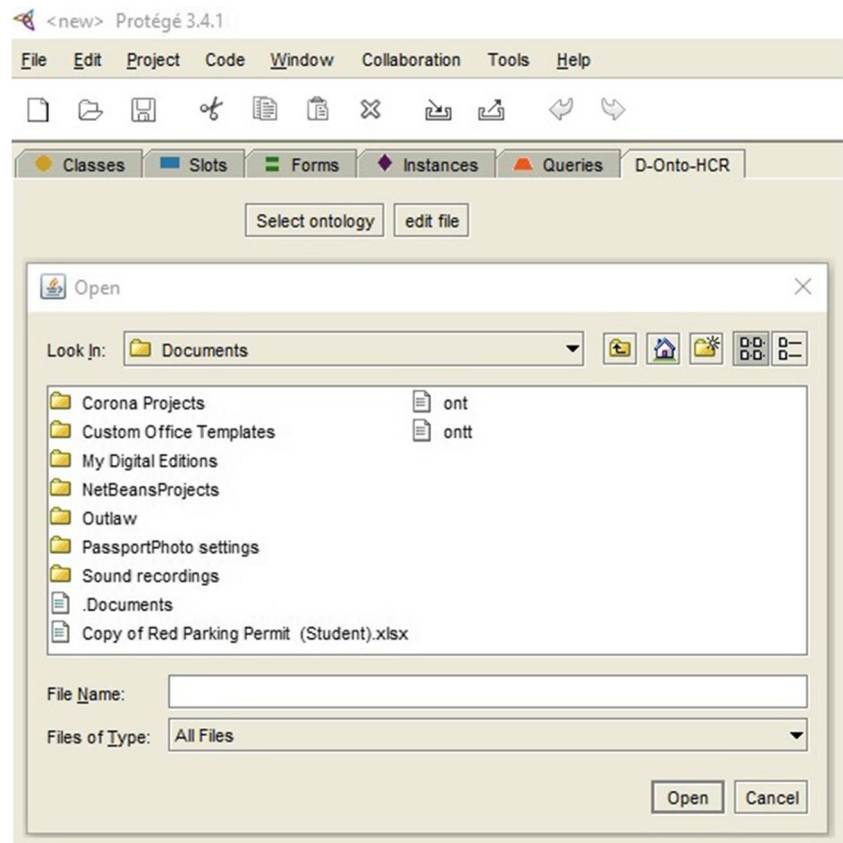 <new> Protégé 3.4.1
File Edit Project Code Window Collaboration Tools Help
Classes Slots Forms Instances Queries D-Onto-HCR
Select ontology edit file
Open
Look In: Documents
Corona Projects
Custom Office Templates
My Digital Editions
NetBeansProjects
Outlaw
PassportPhoto settings
Sound recordings
.Documents
Copy of Red Parking Permit (Student).xlsx
ont
ontt
File Name:
Files of Type: All Files
Open Cancel